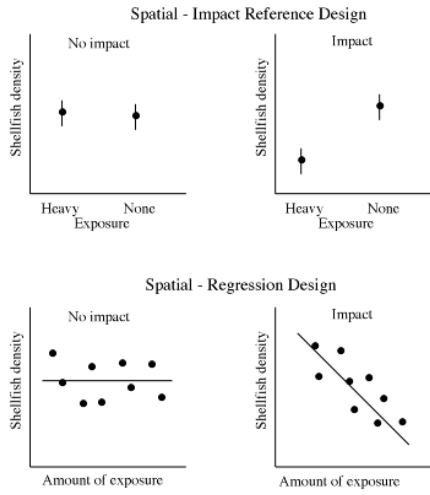 Spatial - Impact Reference Design
No impact
Shellfish density
Heavy None
Exposure
Impact
Shellfish density
Heavy None
Exposure
Spatial - Regression Design
No impact
Shellfish density
Amount of exposure
Impact
Shellfish density
Amount of exposure